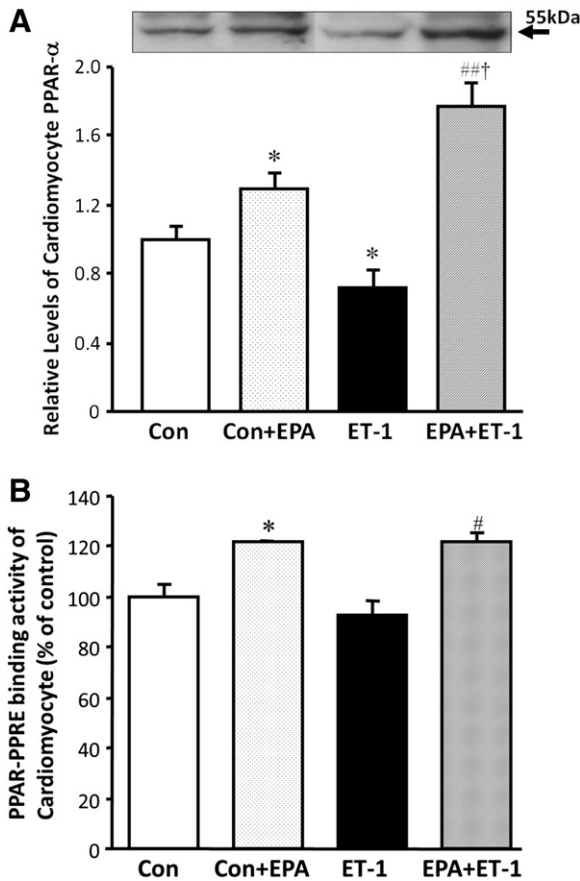 A
55kDa
Relative Levels of Cardiomyocyte PPAR-α
2.0
1.6
1.2
0.8
0.4
0
*
*
##†
Con
Con+EPA
ET-1
EPA+ET-1
B
PPAR-PPRE binding activity of
Cardiomyocyte (% of control)
140
120
100
80
60
40
20
0
*
#
Con
Con+EPA
ET-1
EPA+ET-1